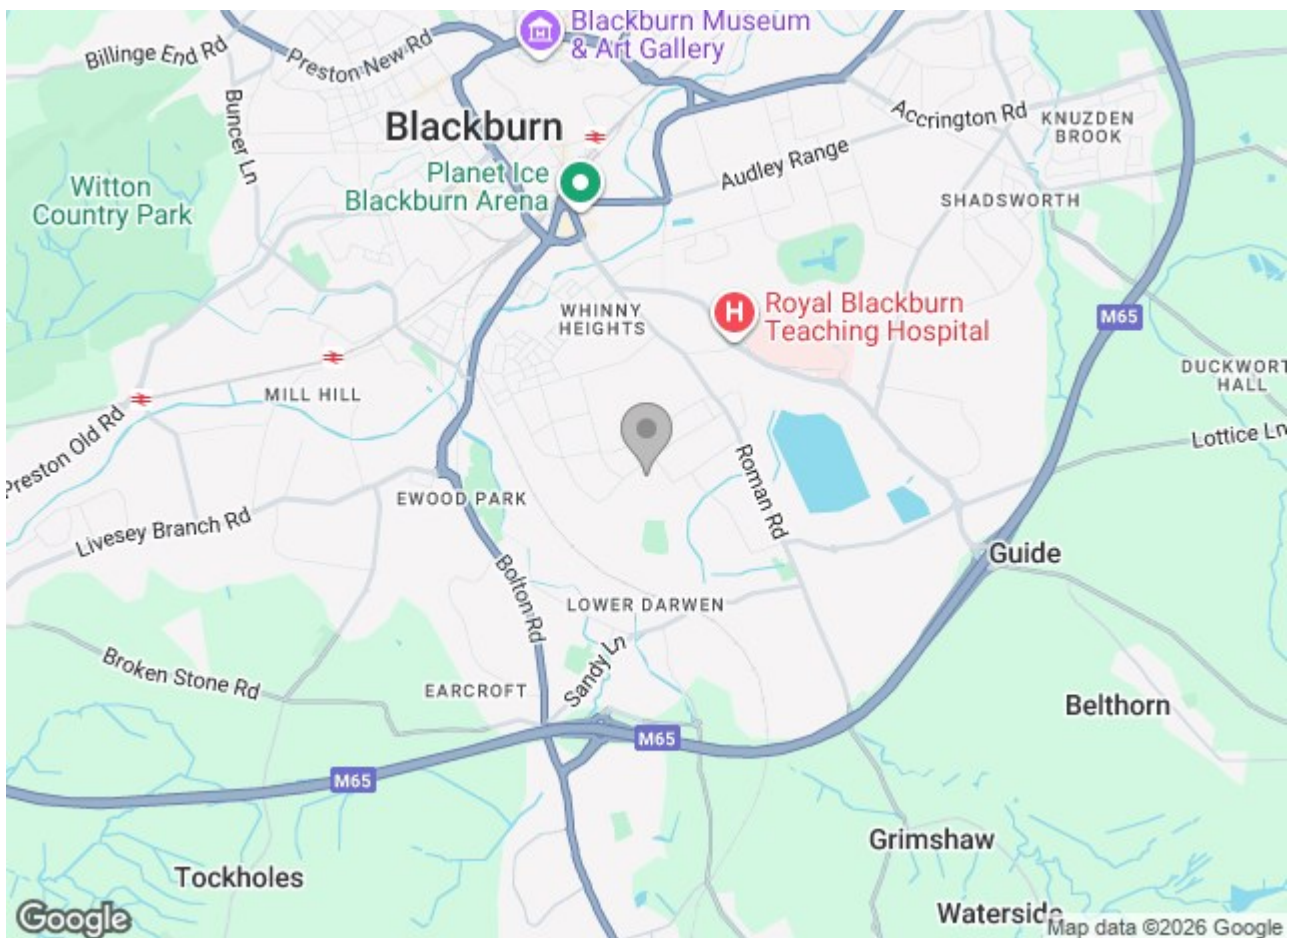 Blackburn Museum
& Art Gallery
Billinge End Rd
Preston New Rd
Buncer Ln
Blackburn
Accrington Rd
KNUZDEN
BROOK
Audley Range
Planet Ice
Blackburn Arena
Witton
Country Park
SHADSWORTH
WHINNY
HEIGHTS
H
Royal Blackburn
Teaching Hospital
M65
MILL HILL
DUCKWORT
HALL
Preston Old Rd
Lottice Ln
Roman Rd
EWOOD PARK
Livesey Branch Rd
Guide
Bolton Rd
LOWER DARWEN
Sandy Ln
Broken Stone Rd
EARCROFT
Belthorn
M65
M65
Grimshaw
Tockholes
Waterside
Google
Map data ©2026 Google